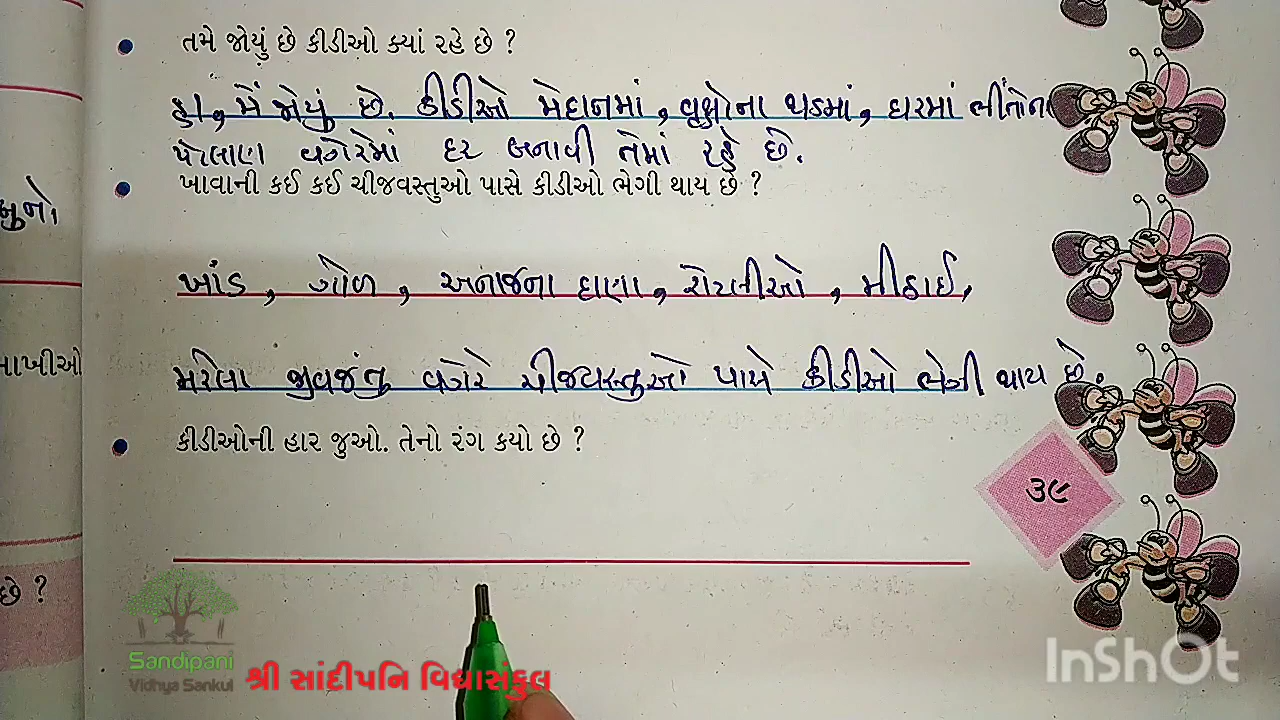 તમે જોયું છે કીડીઓ ક્યાં રહે છે ?
હા, મેં જોયું છે. કીડીઓ મેદાનમાં, વૃક્ષોના થડમાં, ઘરમાં ભીંતોના
પોલાણ વગેરેમાં દર બનાવી તેમાં રહે છે.
ખાવાની કઈ કઈ ચીજવસ્તુઓ પાસે કીડીઓ ભેગી થાય છે ?
ખાંડ, ગોળ, અનાજના દાણા, રોટલીઓ, મીઠાઈ,
મરેલા જીવજંતુ વગેરે ચીજવસ્તુઓ પાસે કીડીઓ ભેગી થાય છે.
કીડીઓની હાર જુઓ. તેનો રંગ કયો છે ?
૩૯
છે ?
Sandipani
Vidhya Sankul
શ્રી સાંદીપનિ વિદ્યાસંકુલ
InShOt